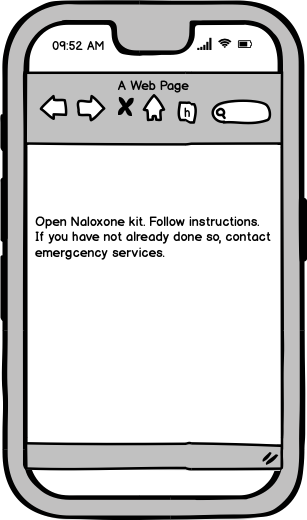 09:52 AM
A Web Page
h
Open Naloxone kit. Follow instructions.
If you have not already done so, contact
emergcency services.